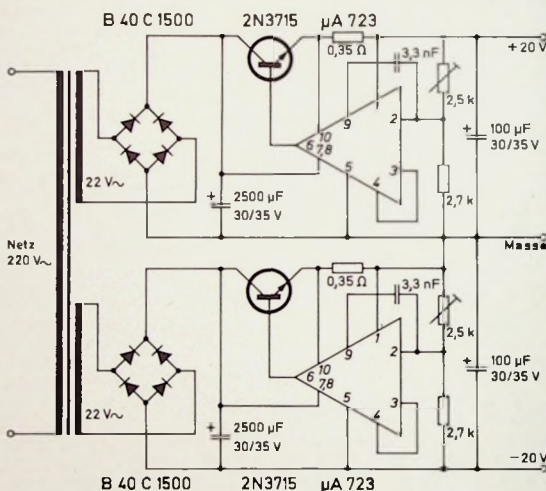 B 40 C 1500 2N3715 µA 723
+20 V
0,35 Ω
3,3 nF
2,5 k
10
9
6
7,8
2
5
4
3
100 µF
30/35 V
2,7 k
22 V~
+
2500 µF
30/35 V
+
Netz
220 V~
Masse
0,35 Ω
3,3 nF
2,5 k
10
9
1
6
7,8
2
5
4
3
100 µF
30/35 V
2,7 k
22 V~
+
2500 µF
30/35 V
+
−20 V
B 40 C 1500 2N3715 µA 723